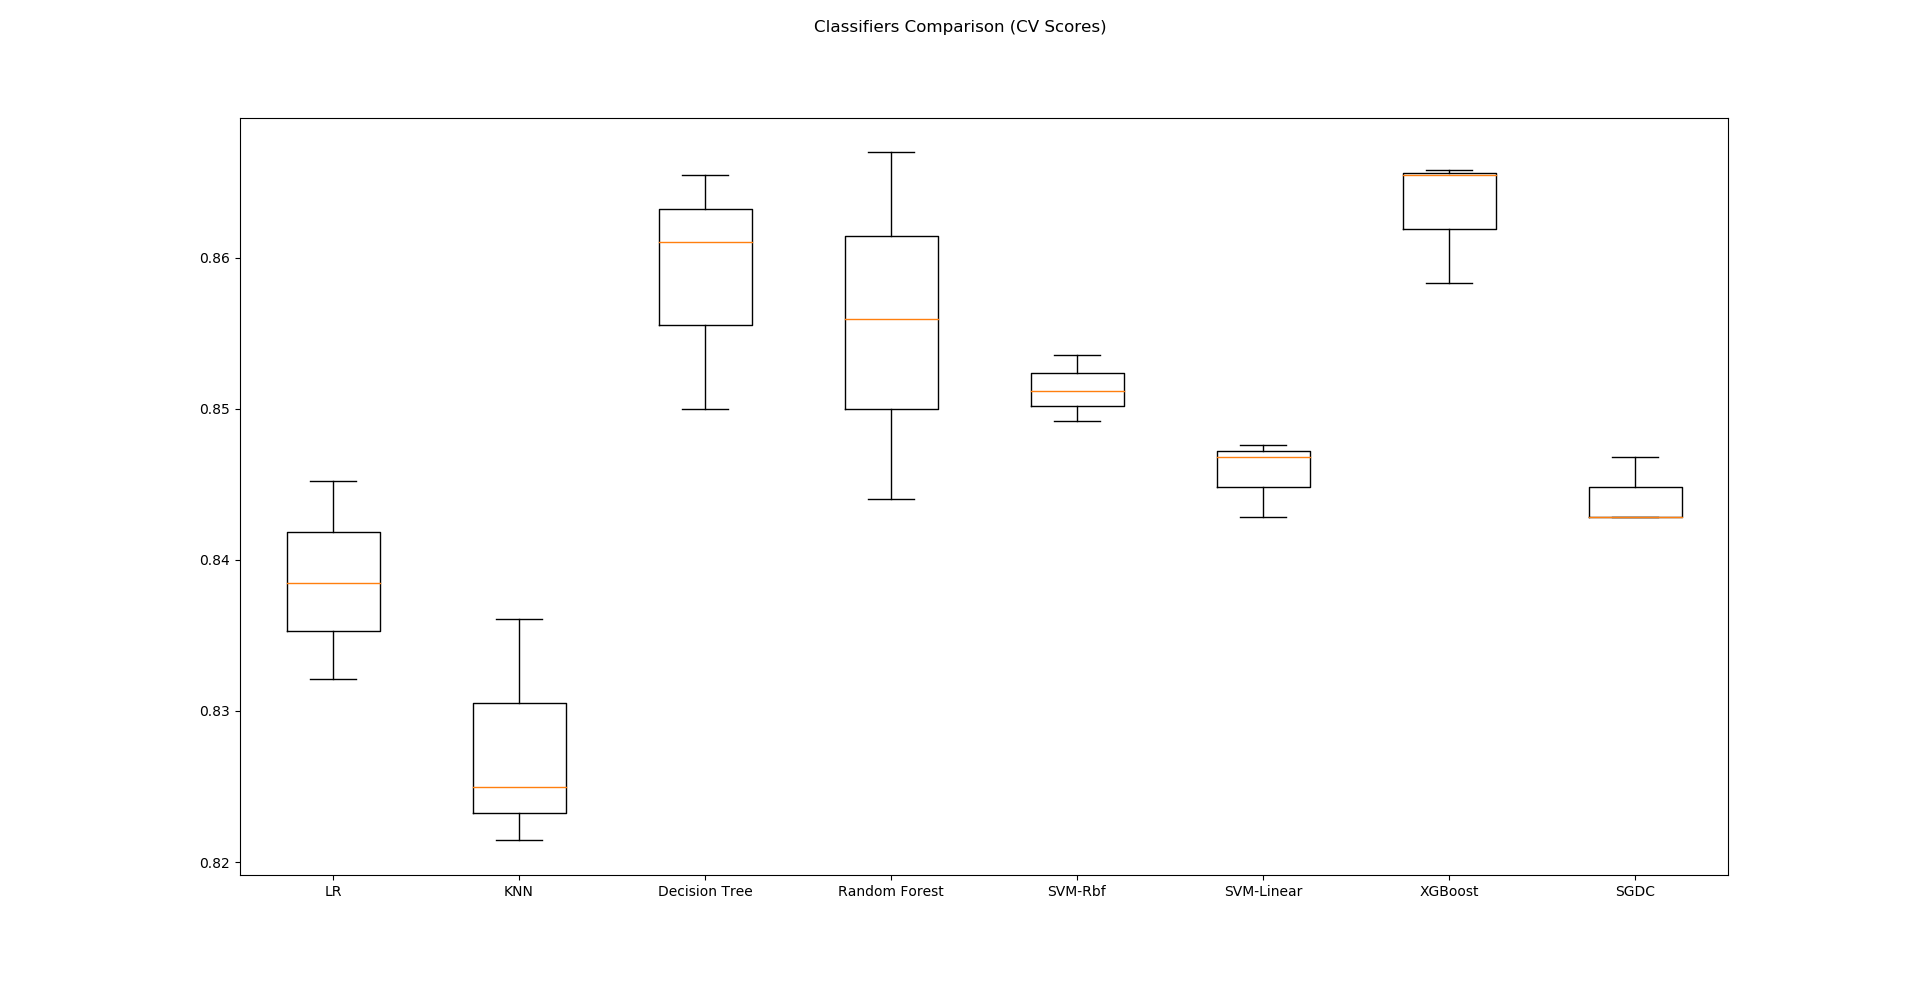 Classifiers Comparison (CV Scores)
0.86
0.85
0.84
0.83
0.82
LR KNN Decision Tree Random Forest SVM-Rbf SVM-Linear XGBoost SGDC